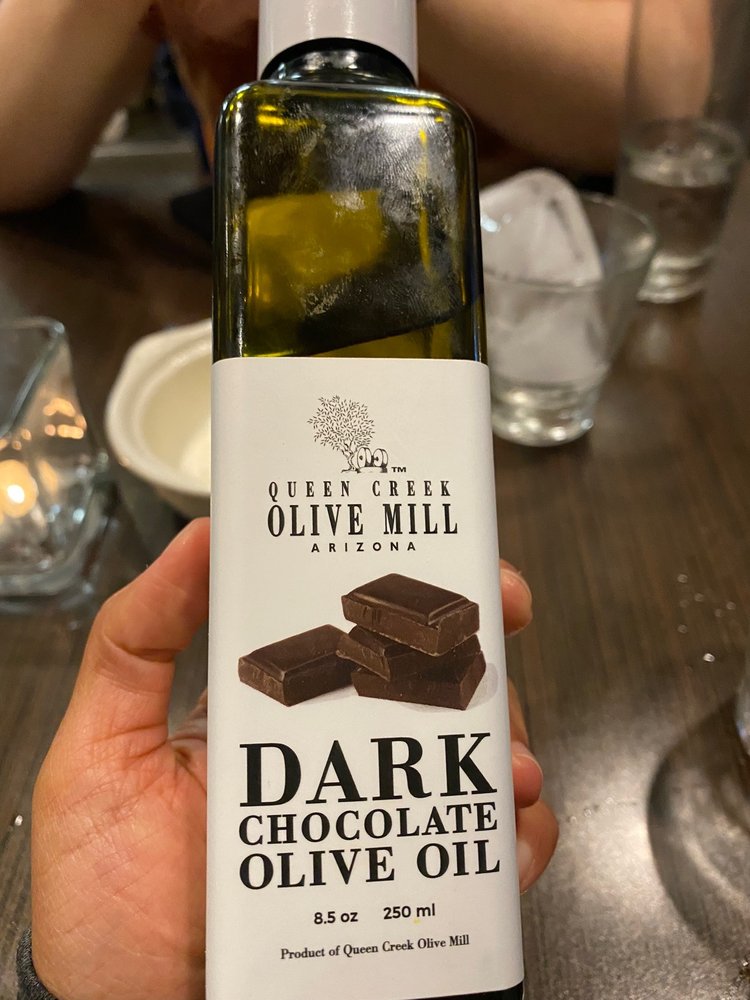 TM
QUEEN CREEK
OLIVE MILL
ARIZONA
DARK
CHOCOLATE
OLIVE OIL
8.5 oz 250 ml
Product of Queen Creek Olive Mill